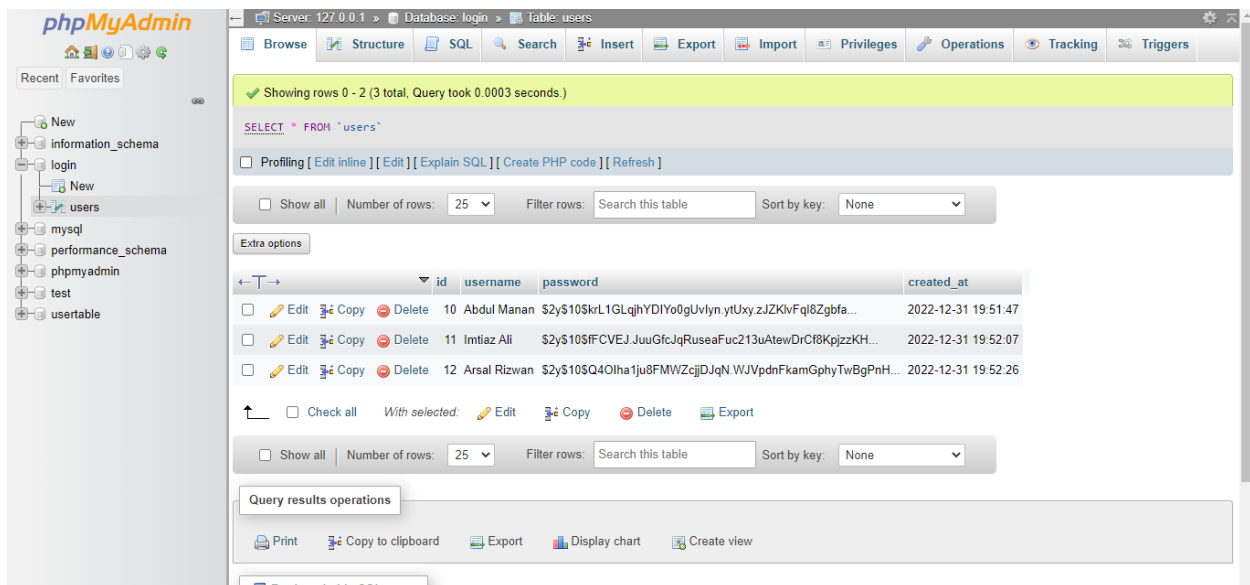 phpMyAdmin
Recent Favorites
New
information_schema
login
New
users
mysql
performance_schema
phpmyadmin
test
usertable
Server: 127.0.0.1 » Database: login » Table: users
Browse Structure SQL Search Insert Export Import Privileges Operations Tracking Triggers
Showing rows 0 - 2 (3 total, Query took 0.0003 seconds.)
SELECT * FROM `users`
Profiling [ Edit inline ] [ Edit ] [ Explain SQL ] [ Create PHP code ] [ Refresh ]
Show all | Number of rows: 25 Filter rows: Search this table Sort by key: None
Extra options
←T→ id username password created_at
Edit Copy Delete 10 Abdul Manan $2y$10$krL1GLqjhYDIYo0gUvIyn.ytUxy.zJZKlvFql8Zgbfa... 2022-12-31 19:51:47
Edit Copy Delete 11 Imtiaz Ali $2y$10$fFCVEJ.JuuGfcJqRuseaFuc213uAtewDrCf8KpjzzKH... 2022-12-31 19:52:07
Edit Copy Delete 12 Arsal Rizwan $2y$10$Q4OIha1ju8FMWZcjjDJqN.WJVpdnFkamGphyTwBgPnH... 2022-12-31 19:52:26
Check all With selected: Edit Copy Delete Export
Show all | Number of rows: 25 Filter rows: Search this table Sort by key: None
Query results operations
Print Copy to clipboard Export Display chart Create view